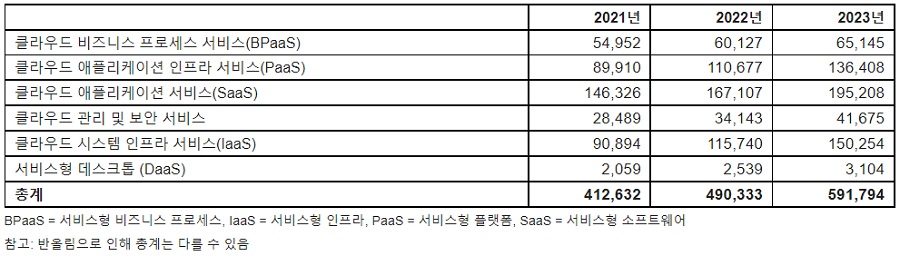 2021년 2022년 2023년
클라우드 비즈니스 프로세스 서비스(BPaaS) 54,952 60,127 65,145
클라우드 애플리케이션 인프라 서비스(PaaS) 89,910 110,677 136,408
클라우드 애플리케이션 서비스(SaaS) 146,326 167,107 195,208
클라우드 관리 및 보안 서비스 28,489 34,143 41,675
클라우드 시스템 인프라 서비스(IaaS) 90,894 115,740 150,254
서비스형 데스크톱 (DaaS) 2,059 2,539 3,104
총계 412,632 490,333 591,794
BPaaS = 서비스형 비즈니스 프로세스, IaaS = 서비스형 인프라, PaaS = 서비스형 플랫폼, SaaS = 서비스형 소프트웨어
참고: 반올림으로 인해 총계는 다를 수 있음